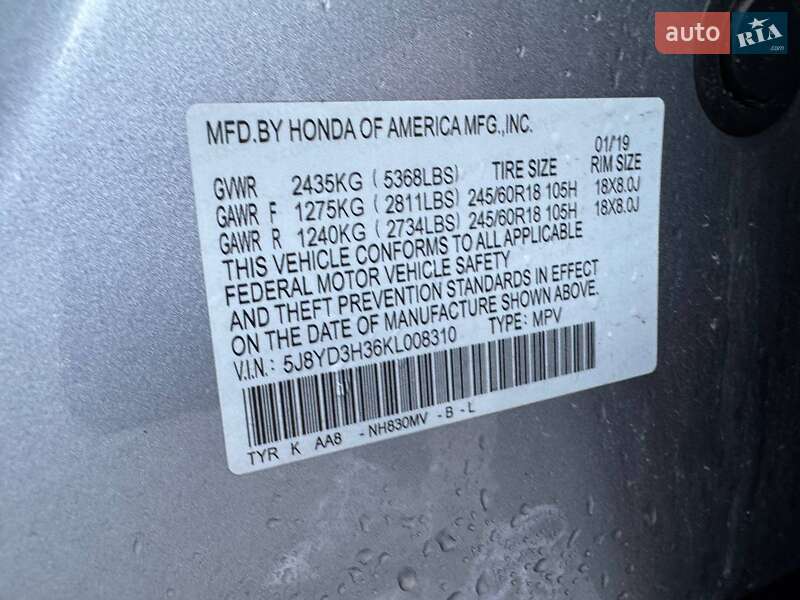 auto RIA.com
MFD.BY HONDA OF AMERICA MFG.,INC.
01/19
GVWR 2435KG ( 5368LBS) TIRE SIZE RIM SIZE
GAWR F 1275KG ( 2811LBS) 245/60R18 105H 18X8.0J
GAWR R 1240KG ( 2734LBS) 245/60R18 105H 18X8.0J
THIS VEHICLE CONFORMS TO ALL APPLICABLE
FEDERAL MOTOR VEHICLE SAFETY
AND THEFT PREVENTION STANDARDS IN EFFECT
ON THE DATE OF MANUFACTURE SHOWN ABOVE.
V.I.N.: 5J8YD3H36KL008310 TYPE: MPV
TYR K AA8 -NH830MV -B-L